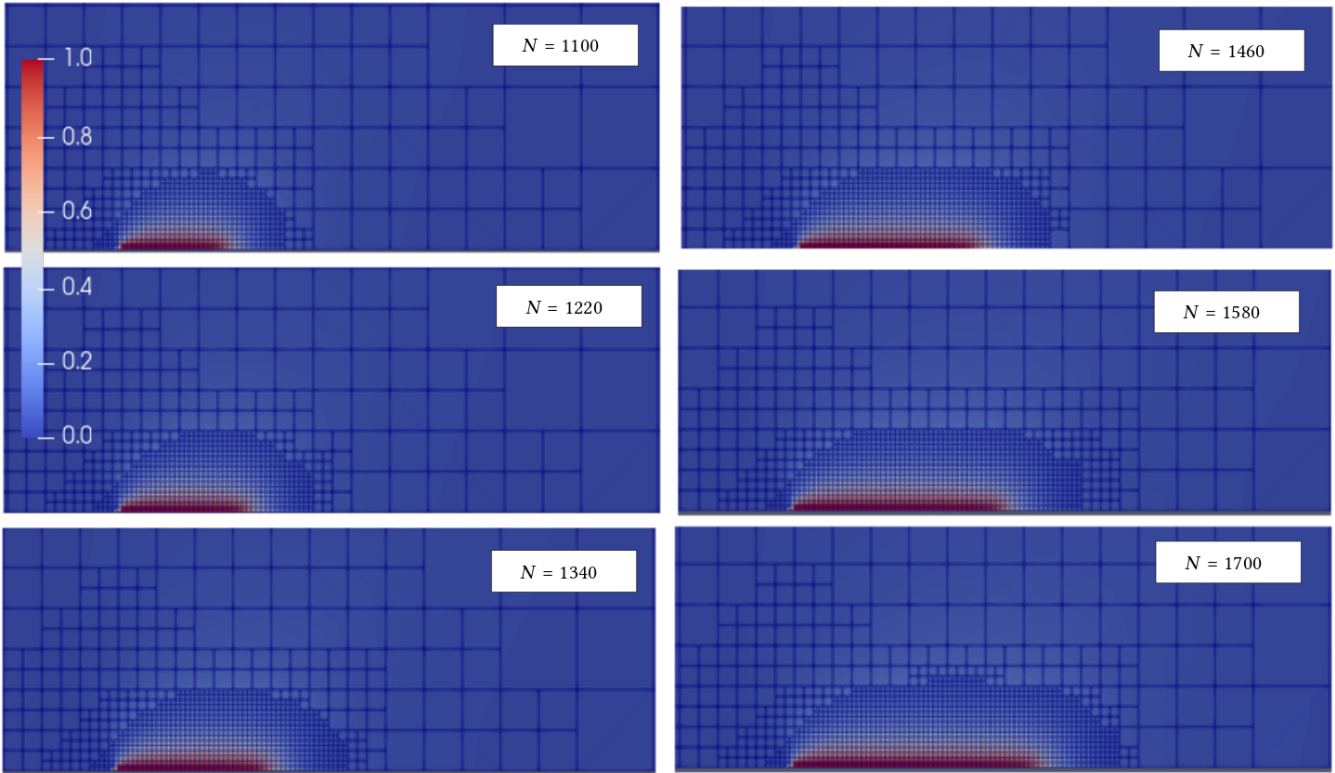 N = 1100
N = 1460
1.0
0.8
0.6
0.4
0.2
0.0
N = 1220
N = 1580
N = 1340
N = 1700